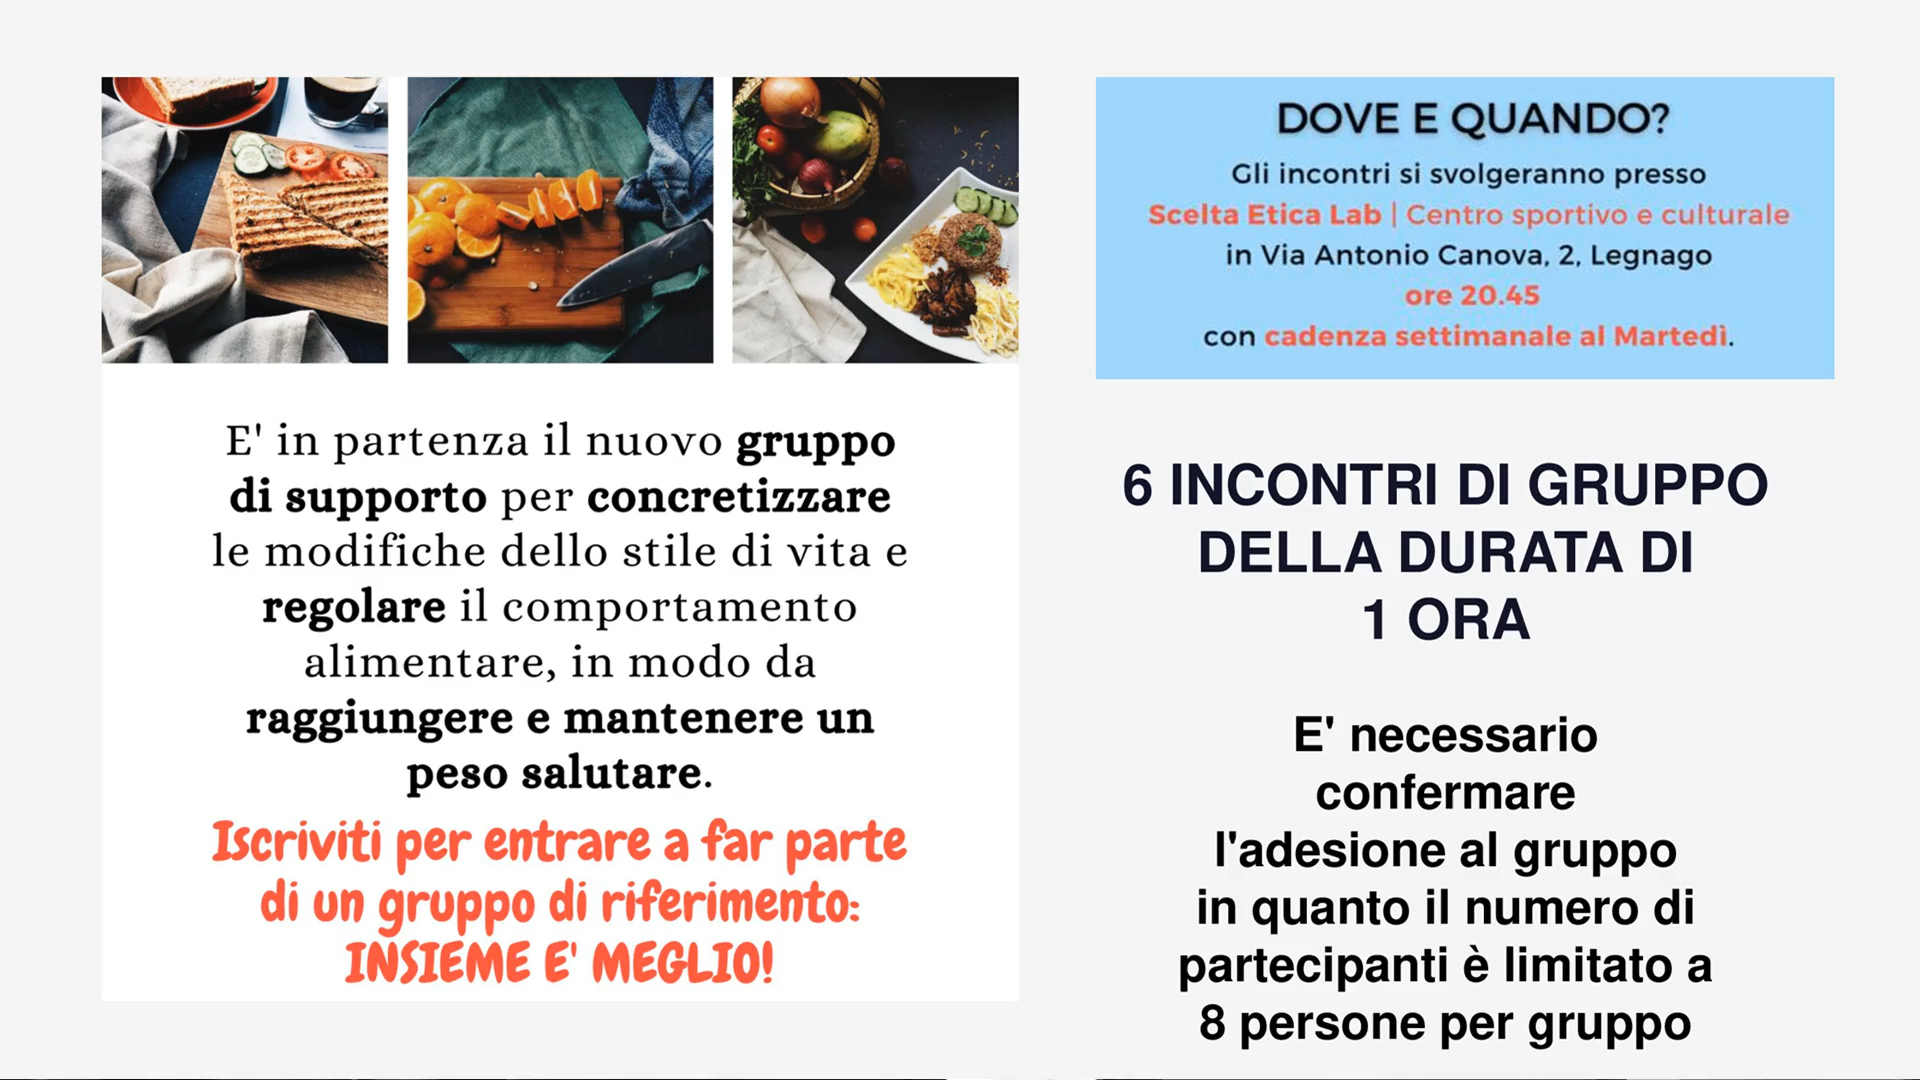 E' in partenza il nuovo gruppo
di supporto per concretizzare
le modifiche dello stile di vita e
regolare il comportamento
alimentare, in modo da
raggiungere e mantenere un
peso salutare.
Iscriviti per entrare a far parte
di un gruppo di riferimento:
INSIEME E' MEGLIO!
DOVE E QUANDO?
Gli incontri si svolgeranno presso
Scelta Etica Lab | Centro sportivo e culturale
in Via Antonio Canova, 2, Legnago
ore 20.45
con cadenza settimanale al Martedì.
6 INCONTRI DI GRUPPO
DELLA DURATA DI
1 ORA
E' necessario
confermare
l'adesione al gruppo
in quanto il numero di
partecipanti è limitato a
8 persone per gruppo